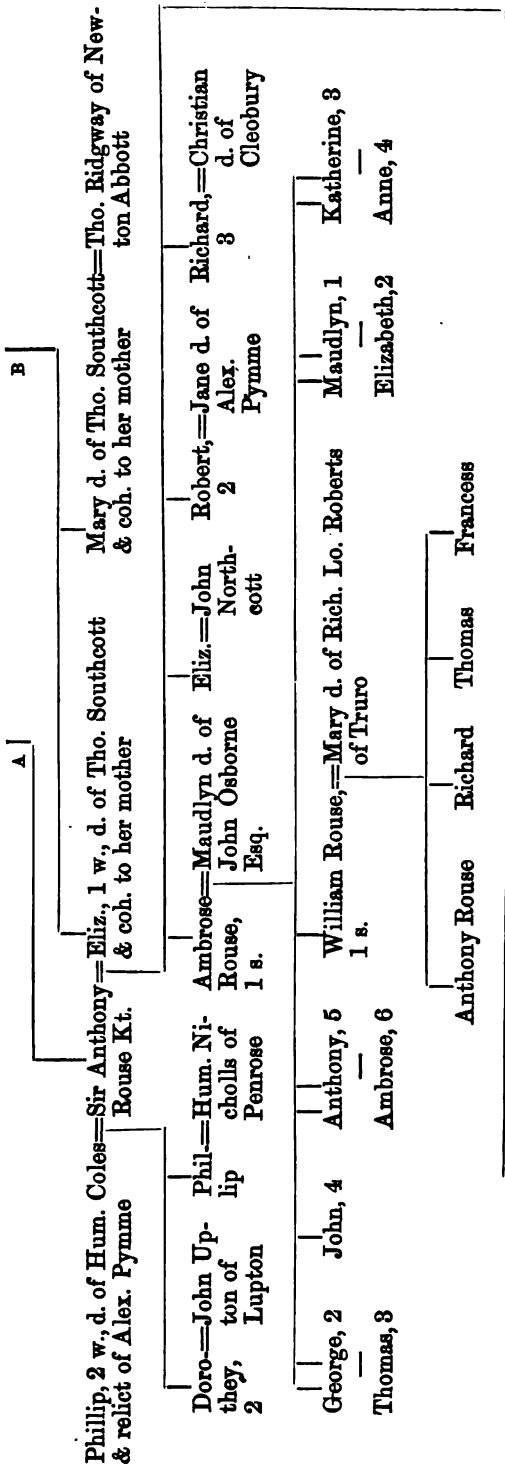 A
B
Phillip, 2 w., d. of Hum. Coles=Sir Anthony=Eliz., 1 w., d. of Tho. Southcott
& relict of Alex. Pymme
Rouse Kt.
& coh. to her mother
Mary d. of Tho. Southcott=Tho. Ridgway of New-
& coh. to her mother
ton Abbott
Doro-=John Up-
they, ton of
2 Lupton
Phil-=Hum. Ni-
lip cholls of
Penrose
Ambrose=Maudlyn d. of
Rouse, John Osborne
1 s. Esq.
Eliz.=John
North-
cott
Robert,=Jane d. of
2 Alex.
Pymme
Richard,=Christian
3 d. of
Cleobury
George, 2
—
Thomas, 3
John, 4
Anthony, 5
—
Ambrose, 6
William Rouse,=Mary d. of Rich. Lo. Roberts
1 s. of Truro
Maudlyn, 1
—
Elizabeth, 2
Katherine, 3
—
Anne, 4
Anthony Rouse
Richard
Thomas
Francess